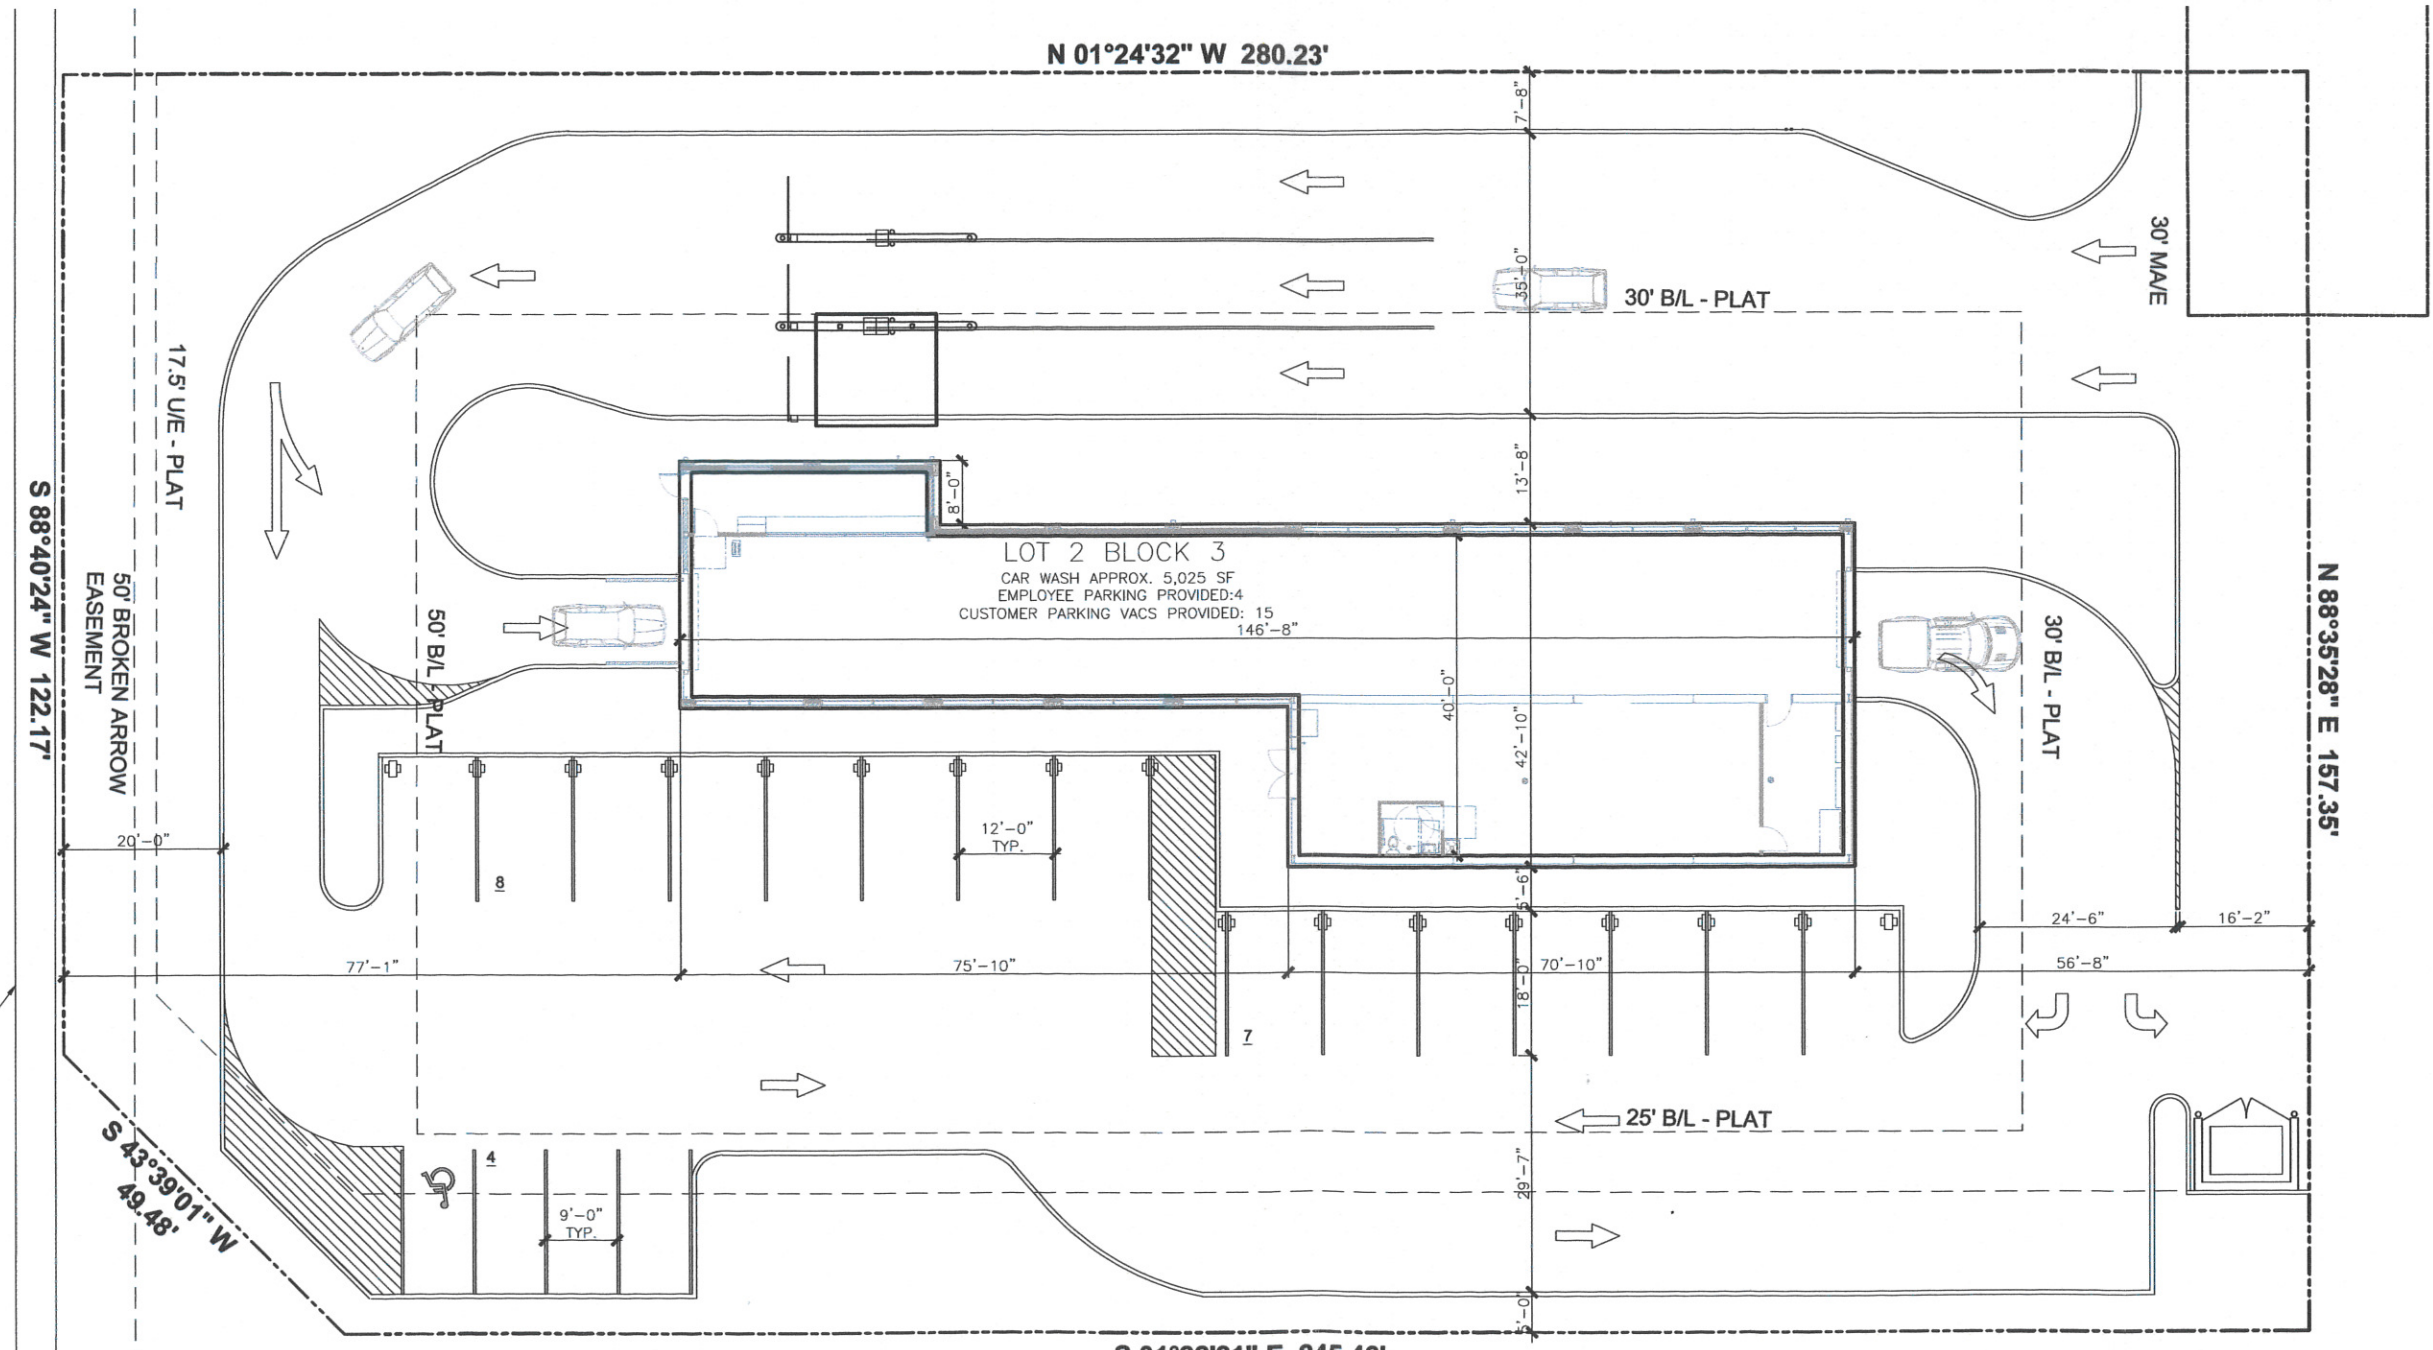 N 01°24'32" W 280.23'
7'-8"
30' MA/E
35'-0"
30' B/L - PLAT
17.5' U/E - PLAT
S 88°40'24" W 122.17'
50' BROKEN ARROW
EASEMENT
50' B/L - PLAT
8'-0"
13'-8"
LOT 2 BLOCK 3
CAR WASH APPROX. 5,025 SF
EMPLOYEE PARKING PROVIDED:4
CUSTOMER PARKING VACS PROVIDED: 15
146'-8"
40'-0"
42'-10"
30' B/L - PLAT
N 88°35'28" E 157.35'
20'-0"
12'-0"
TYP.
8
5'-6"
24'-6"
16'-2"
77'-1"
75'-10"
70'-10"
56'-8"
18'-0"
7
25' B/L - PLAT
S 43°39'01" W
49.48'
4
9'-0"
TYP.
29'-7"
5'-0"